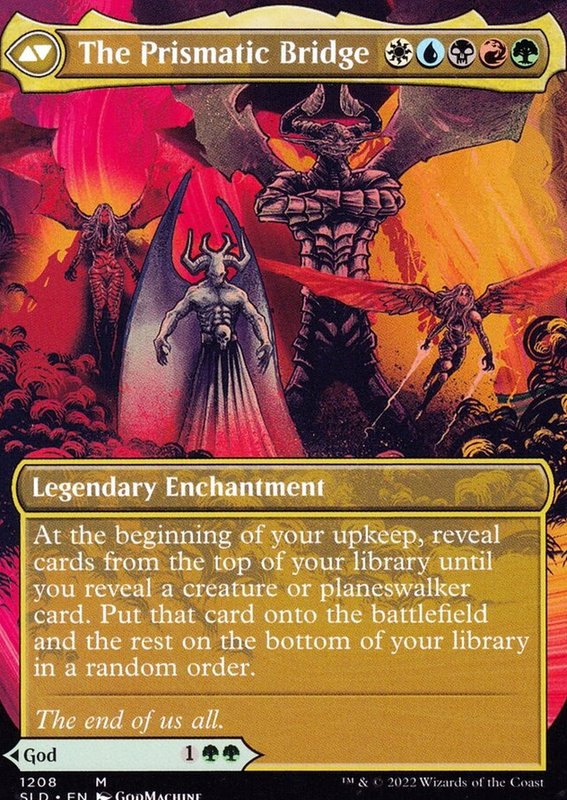 The Prismatic Bridge
Legendary Enchantment
At the beginning of your upkeep, reveal
cards from the top of your library until
you reveal a creature or planeswalker
card. Put that card onto the battlefield
and the rest on the bottom of your library
in a random order.
The end of us all.
God 1
1208 M ™ & © 2022 Wizards of the Coast
SLD • EN GODMACHINE